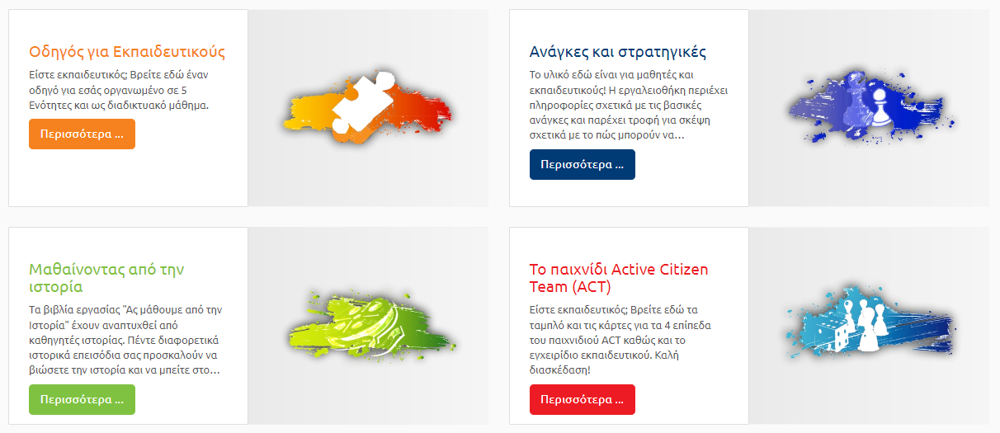 Οδηγός για Εκπαιδευτικούς
Είστε εκπαιδευτικός; Βρείτε εδώ έναν
οδηγό για εσάς οργανωμένο σε 5
Ενότητες και ως διαδικτυακό μάθημα.
Περισσότερα ...
Ανάγκες και στρατηγικές
Το υλικό εδώ είναι για μαθητές και
εκπαιδευτικούς! Η εργαλειοθήκη περιέχει
πληροφορίες σχετικά με τις βασικές
ανάγκες και παρέχει τροφή για σκέψη
σχετικά με το πώς μπορούν να…
Περισσότερα ...
Μαθαίνοντας από την
ιστορία
Τα βιβλία εργασίας "Ας μάθουμε από την
Ιστορία" έχουν αναπτυχθεί από
καθηγητές ιστορίας. Πέντε διαφορετικά
ιστορικά επεισόδια σας προσκαλούν να
βιώσετε την ιστορία και να μπείτε στο…
Περισσότερα ...
Το παιχνίδι Active Citizen
Team (ACT)
Είστε εκπαιδευτικός; Βρείτε εδώ τα
ταμπλό και τις κάρτες για τα 4 επίπεδα
του παιχνιδιού ACT καθώς και το
εγχειρίδιο εκπαιδευτικού. Καλή
διασκέδαση!
Περισσότερα ...